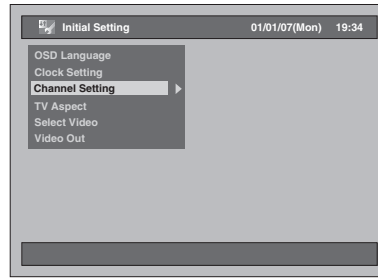 Initial Setting 01/01/07(Mon) 19:34
OSD Language
Clock Setting
Channel Setting
TV Aspect
Select Video
Video Out